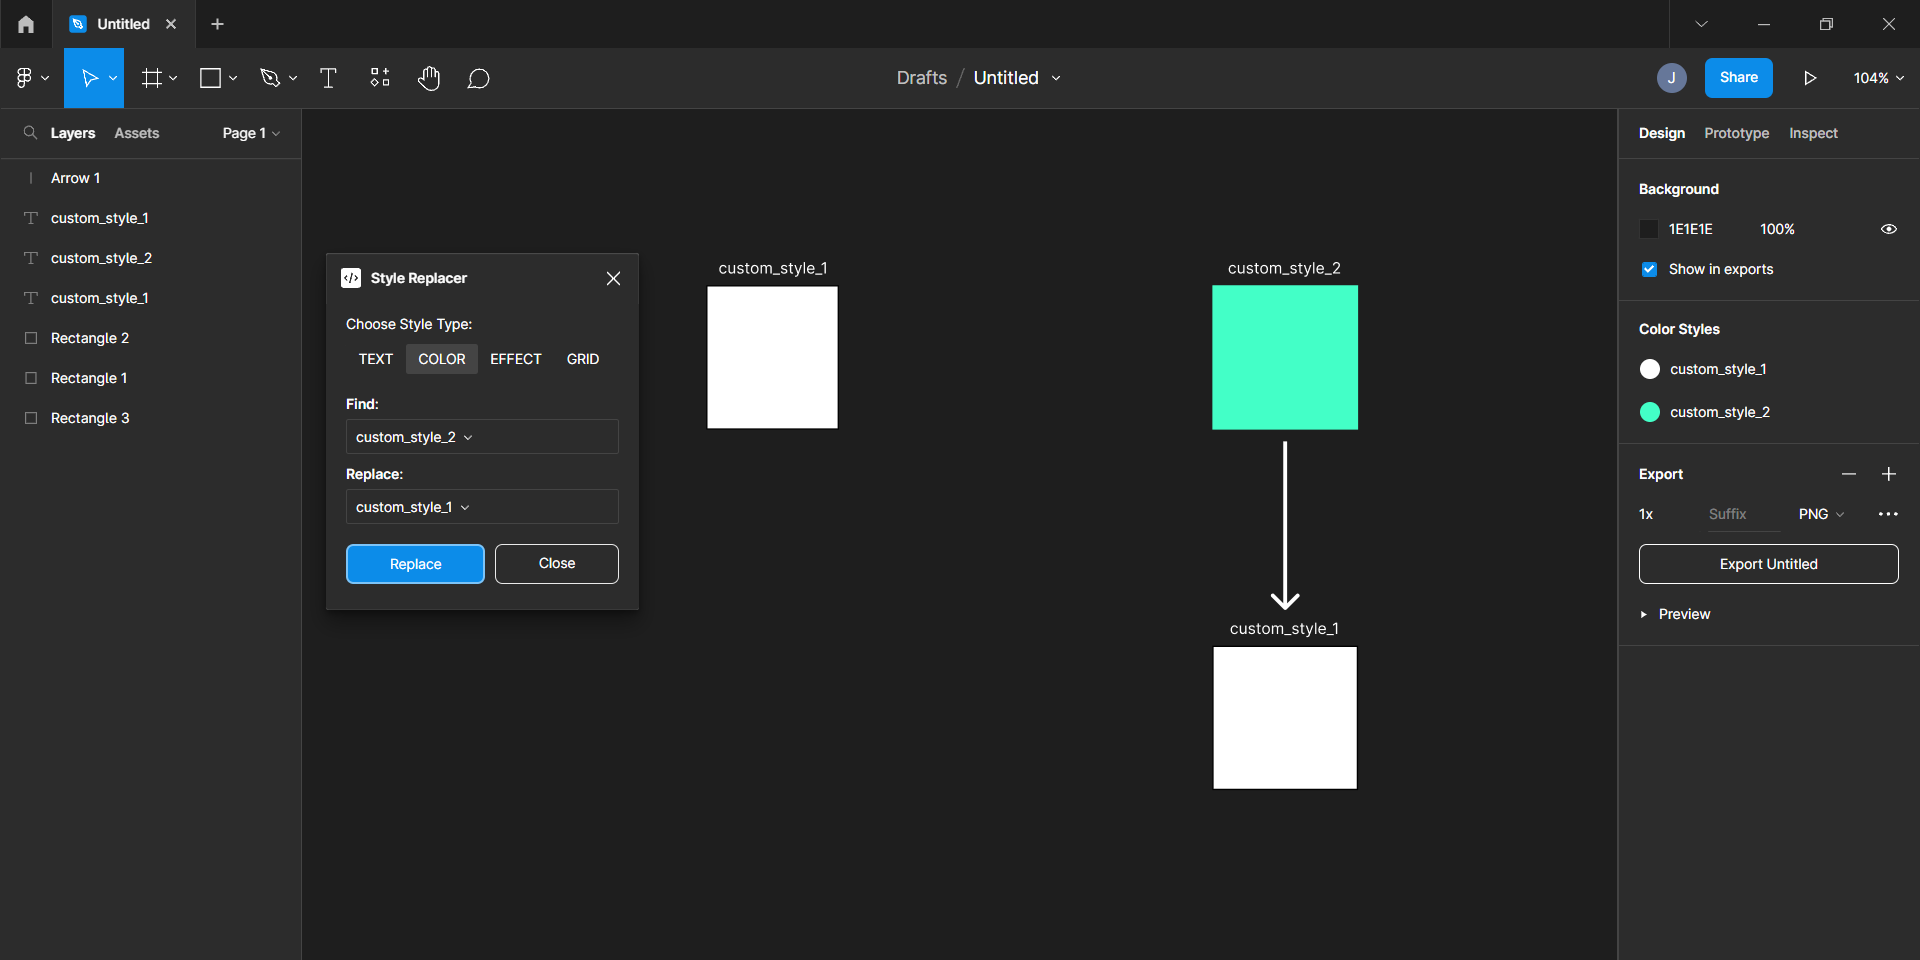 Untitled
Drafts / Untitled
J
Share
104%
Layers Assets Page 1
Arrow 1
custom_style_1
custom_style_2
custom_style_1
Rectangle 2
Rectangle 1
Rectangle 3
Style Replacer
Choose Style Type:
TEXT COLOR EFFECT GRID
Find:
custom_style_2
Replace:
custom_style_1
Replace Close
custom_style_1
custom_style_2
custom_style_1
Design Prototype Inspect
Background
1E1E1E 100%
Show in exports
Color Styles
custom_style_1
custom_style_2
Export
1x Suffix PNG
Export Untitled
Preview